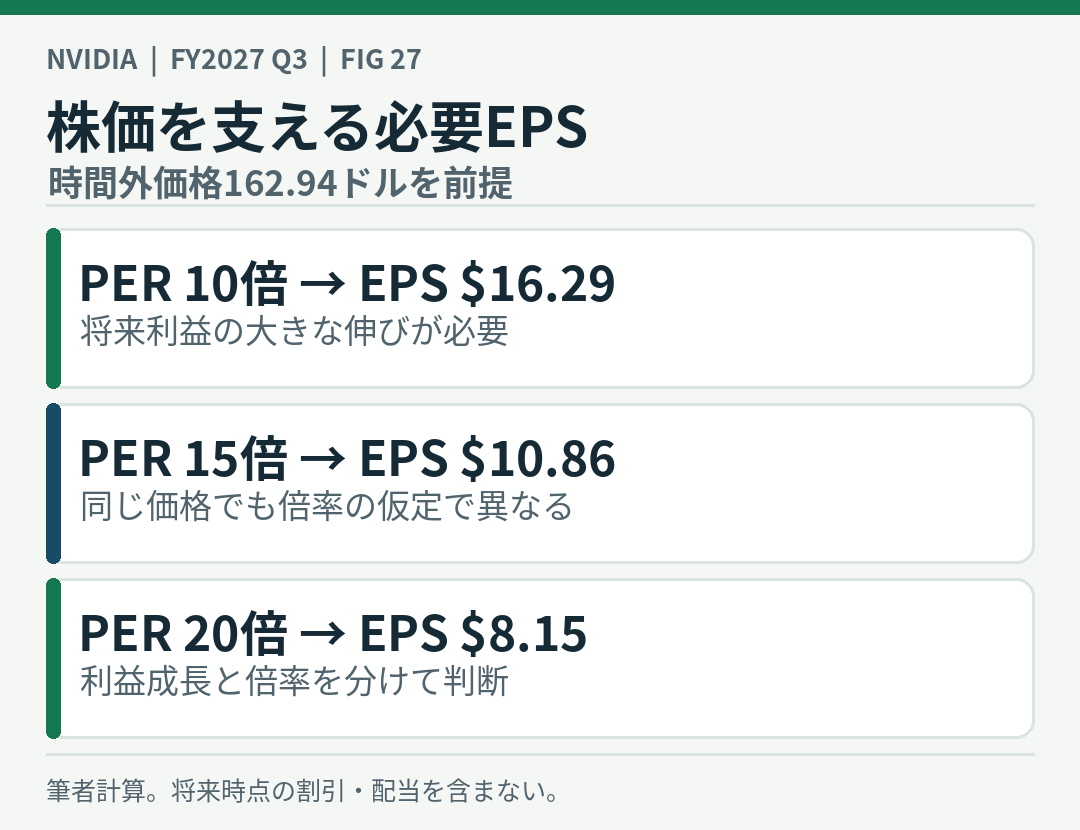 NVIDIA | FY2027 Q3 | FIG 27
株価を支える必要EPS
時間外価格162.94ドルを前提
PER 10倍 → EPS $16.29
将来利益の大きな伸びが必要
PER 15倍 → EPS $10.86
同じ価格でも倍率の仮定で異なる
PER 20倍 → EPS $8.15
利益成長と倍率を分けて判断
筆者計算。将来時点の割引・配当を含まない。